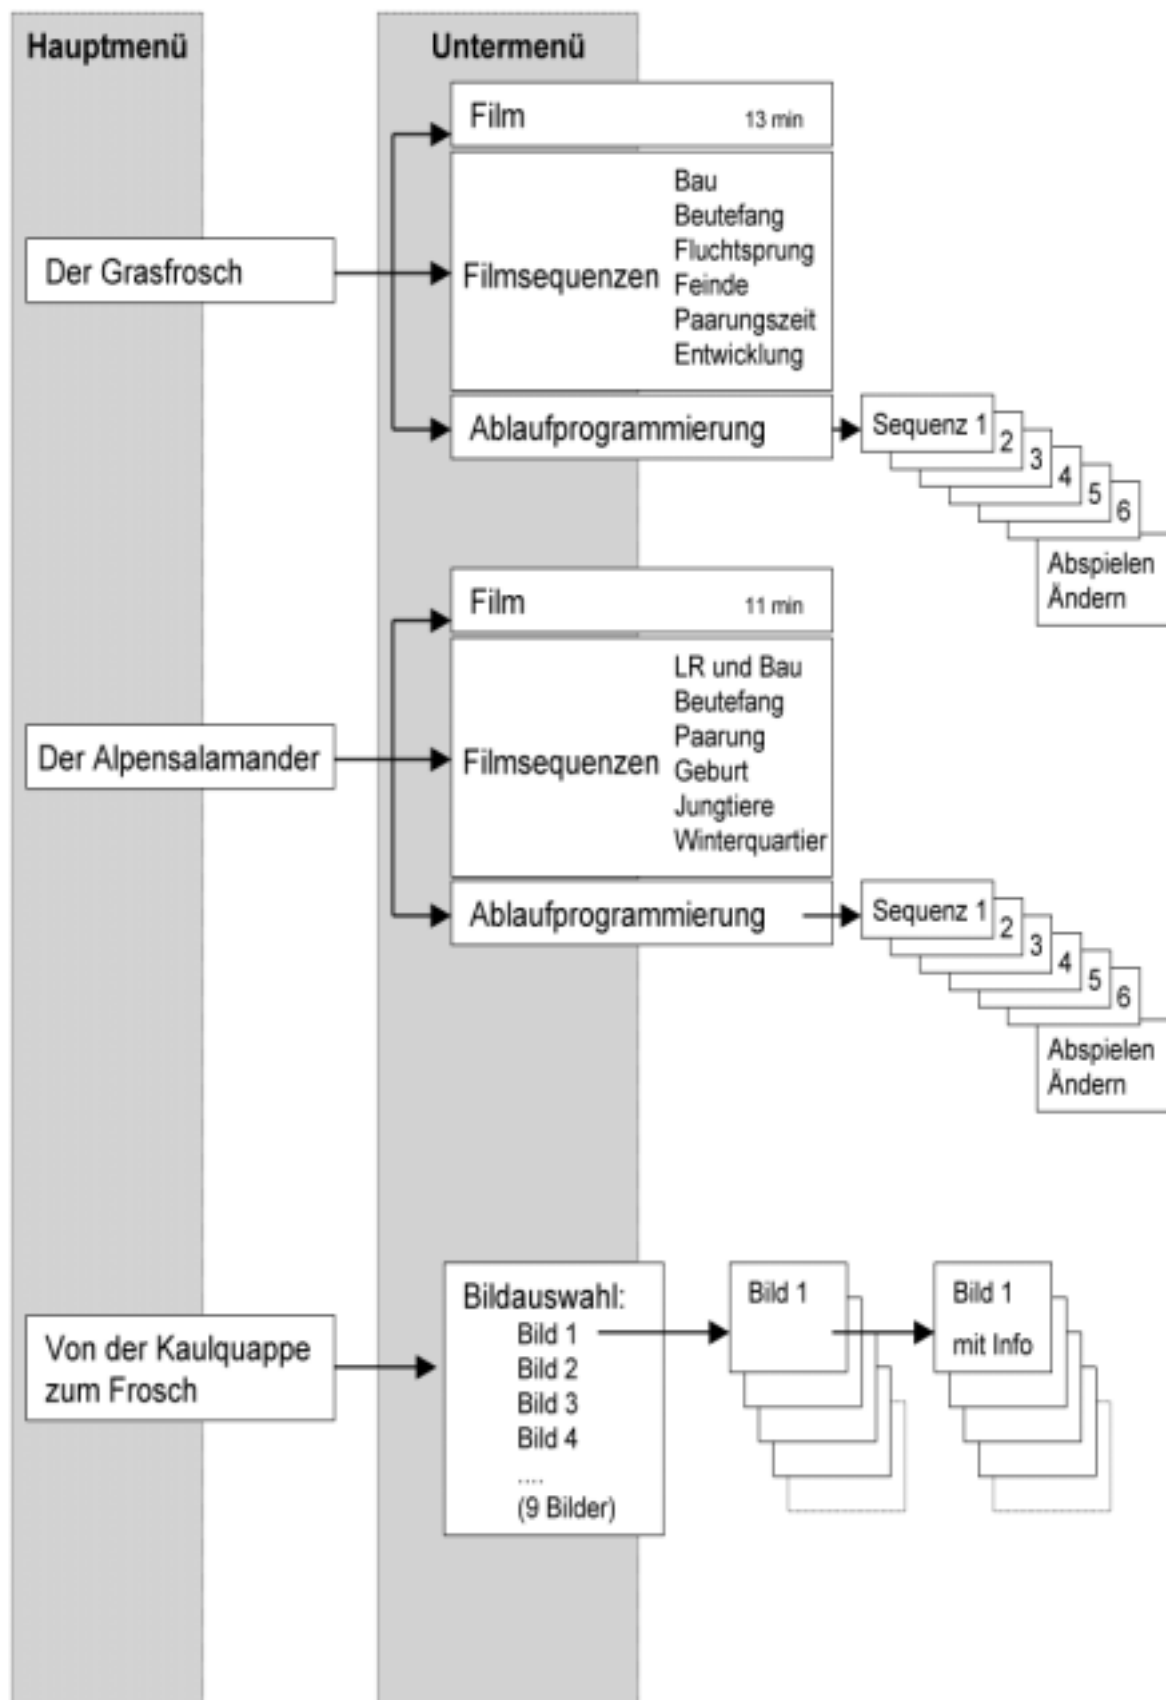 Hauptmenü
Untermenü
Film 13 min
Der Grasfrosch
Filmsequenzen
Bau
Beutefang
Fluchtsprung
Feinde
Paarungszeit
Entwicklung
Ablaufprogrammierung
Sequenz 1
2
3
4
5
6
Abspielen
Ändern
Film 11 min
Der Alpensalamander
Filmsequenzen
LR und Bau
Beutefang
Paarung
Geburt
Jungtiere
Winterquartier
Ablaufprogrammierung
Sequenz 1
2
3
4
5
6
Abspielen
Ändern
Von der Kaulquappe
zum Frosch
Bildauswahl:
Bild 1
Bild 2
Bild 3
Bild 4
....
(9 Bilder)
Bild 1
Bild 1
mit Info